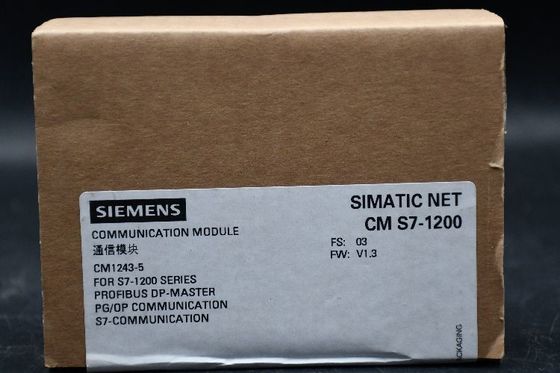 SIEMENS
SIMATIC NET
CM S7-1200
COMMUNICATION MODULE
通信模块
FS: 03
FW: V1.3
CM1243-5
FOR S7-1200 SERIES
PROFIBUS DP-MASTER
PG/OP COMMUNICATION
S7-COMMUNICATION
PACKAGING